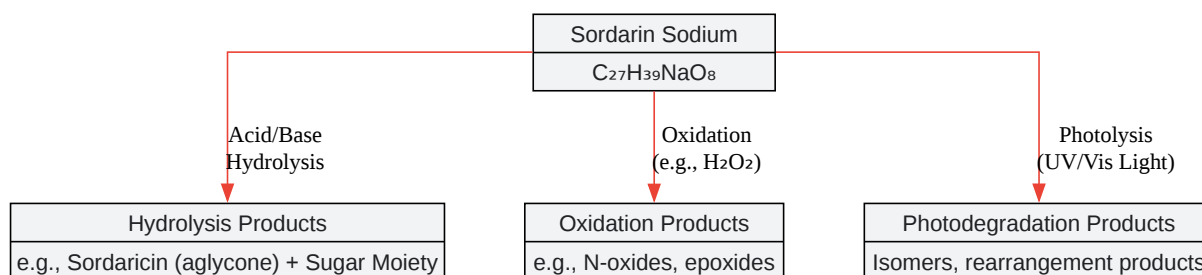 Sordarin Sodium
C₂₇H₃₉NaO₈
Acid/Base
Hydrolysis
Oxidation
(e.g., H₂O₂)
Photolysis
(UV/Vis Light)
Hydrolysis Products
e.g., Sordaricin (aglycone) + Sugar Moiety
Oxidation Products
e.g., N-oxides, epoxides
Photodegradation Products
Isomers, rearrangement products